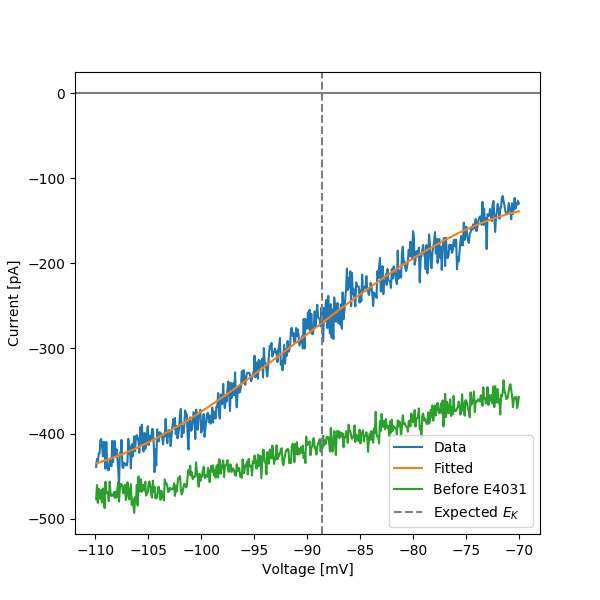 0
−100
−200
−300
−400
−500
Current [pA]
Data
Fitted
Before E4031
Expected E_K
−110 −105 −100 −95 −90 −85 −80 −75 −70
Voltage [mV]